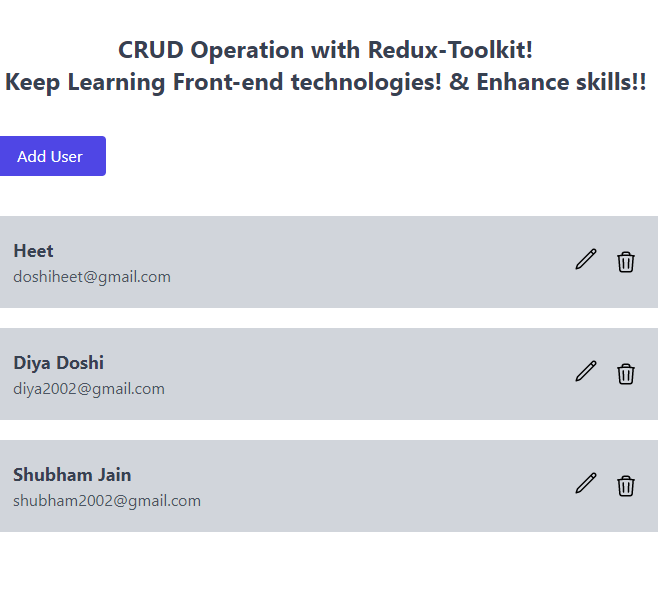 CRUD Operation with Redux-Toolkit!
Keep Learning Front-end technologies! & Enhance skills!!
Add User
Heet
doshiheet@gmail.com
Diya Doshi
diya2002@gmail.com
Shubham Jain
shubham2002@gmail.com